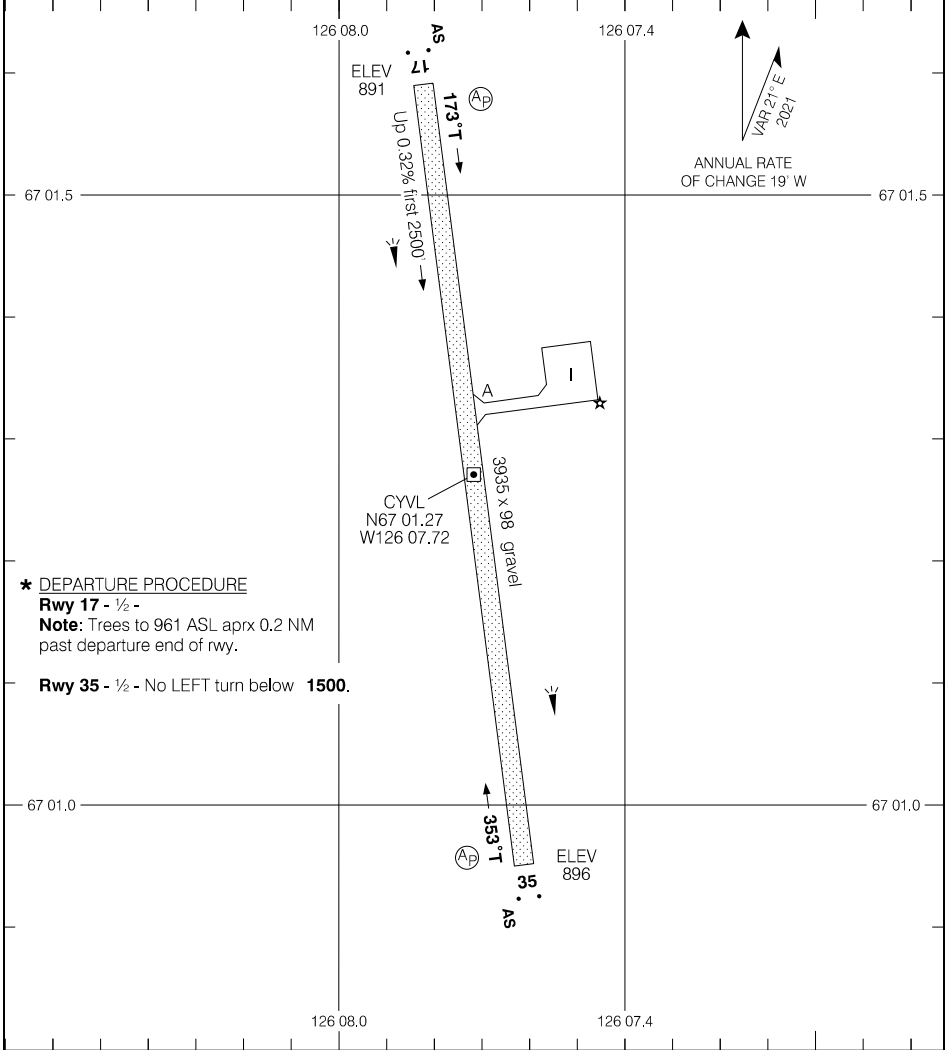 126 08.0
126 07.4
AS
17
ELEV
891
173°T
AP
Up 0.32% first 2500'
VAR 21° E
2021
ANNUAL RATE
OF CHANGE 19' W
67 01.5
67 01.5
I
A
3935 x 98 gravel
CYVL
N67 01.27
W126 07.72
* DEPARTURE PROCEDURE
Rwy 17 - ½ -
Note: Trees to 961 ASL aprx 0.2 NM
past departure end of rwy.
Rwy 35 - ½ - No LEFT turn below 1500.
67 01.0
67 01.0
353°T
AP
ELEV
896
35
AS
126 08.0
126 07.4